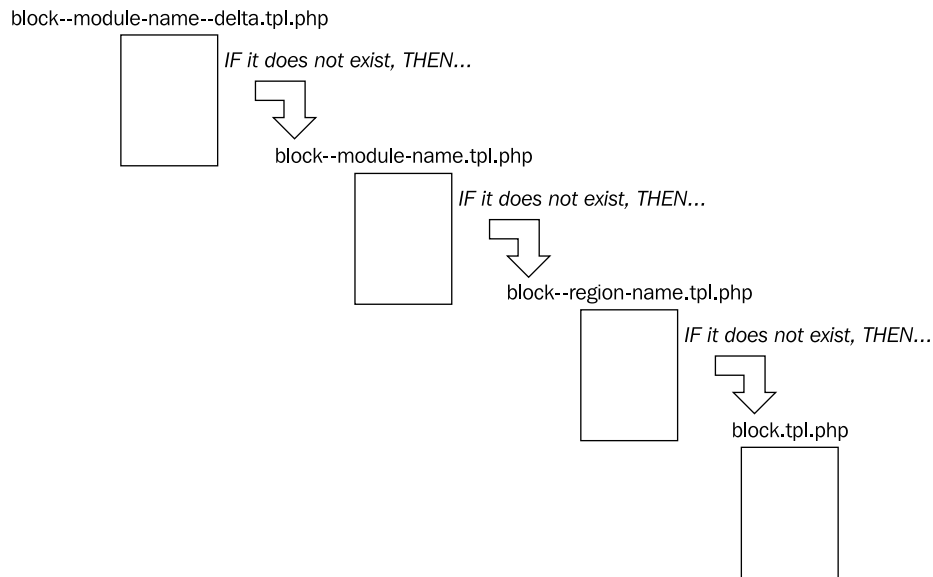 block--module-name--delta.tpl.php
IF it does not exist, THEN...
block--module-name.tpl.php
IF it does not exist, THEN...
block--region-name.tpl.php
IF it does not exist, THEN...
block.tpl.php